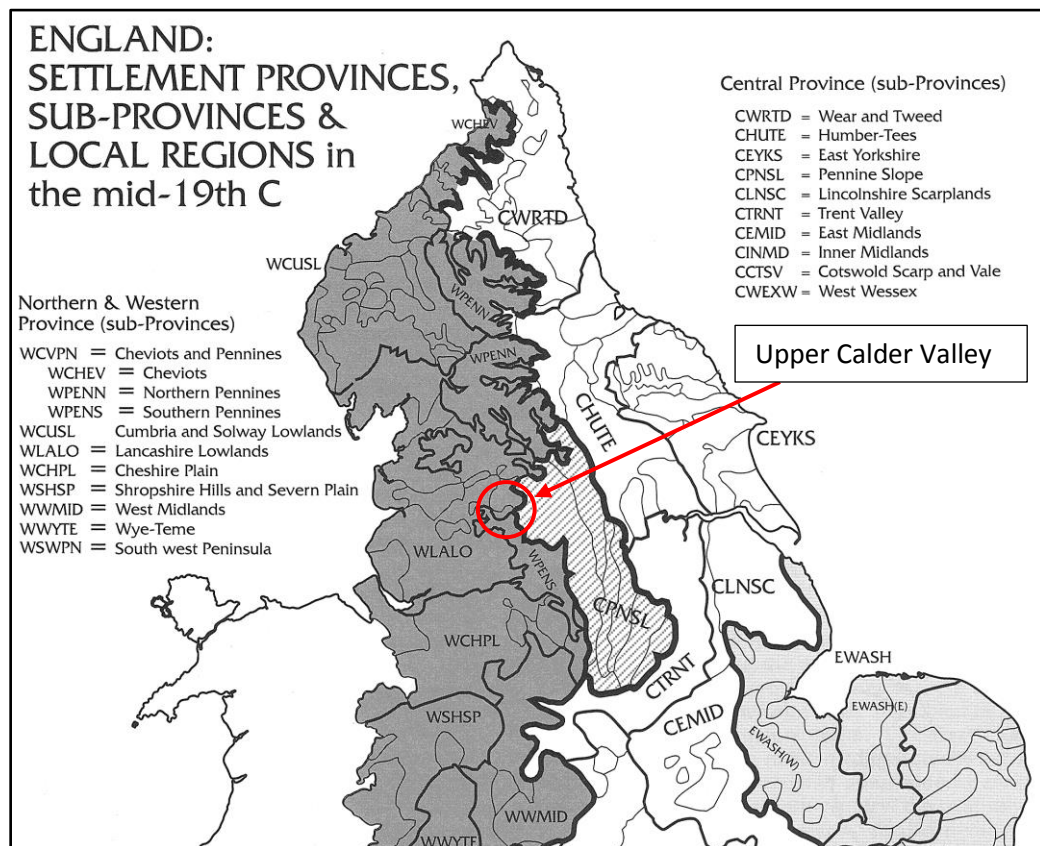 ENGLAND:
SETTLEMENT PROVINCES,
SUB-PROVINCES &
LOCAL REGIONS in
the mid-19th C
Central Province (sub-Provinces)
CWRTD = Wear and Tweed
CHUTE = Humber-Tees
CEYKS = East Yorkshire
CPNSL = Pennine Slope
CLNSC = Lincolnshire Scarplands
CTRNT = Trent Valley
CEMID = East Midlands
CINMD = Inner Midlands
CCTSV = Cotswold Scarp and Vale
CWEXW = West Wessex
Northern & Western
Province (sub-Provinces)
WCVPN = Cheviots and Pennines
WCHEV = Cheviots
WPENN = Northern Pennines
WPENS = Southern Pennines
WCUSL Cumbria and Solway Lowlands
WLALO = Lancashire Lowlands
WCHPL = Cheshire Plain
WSHSP = Shropshire Hills and Severn Plain
WWMID = West Midlands
WWYTE = Wye-Teme
WSWPN = South west Peninsula
Upper Calder Valley
WCHEV
CWRTD
WCUSL
WPENN
WPENN
CHUTE
CEYKS
WLALO
WPENS
CPNSL
CLNSC
WCHPL
CTRNT
EWASH
WSHSP
CEMID
EWASH(E)
EWASH(W)
WWMID
WWYTE